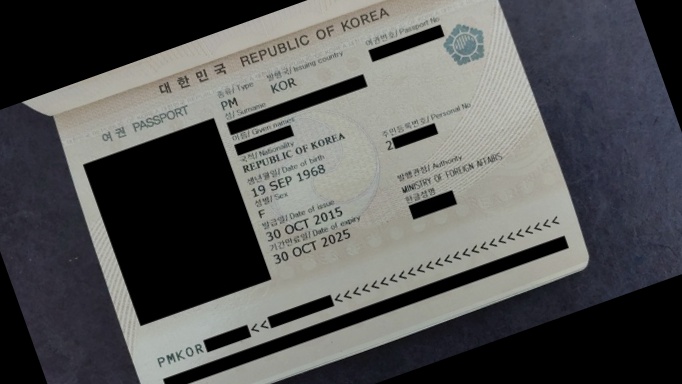 대한민국 REPUBLIC OF KOREA
여권 PASSPORT
종류/Type 발행국/Issuing country 여권번호/Passport No
PM KOR
성/Surname
이름/Given names
국적/Nationality 주민등록번호/Personal No
REPUBLIC OF KOREA 2
생년월일/Date of birth
19 SEP 1968
성별/Sex 발행관청/Authority
F MINISTRY OF FOREIGN AFFAIRS
발급일/Date of issue 한글성명
30 OCT 2015
기간만료일/Date of expiry
30 OCT 2025
PMKOR <<